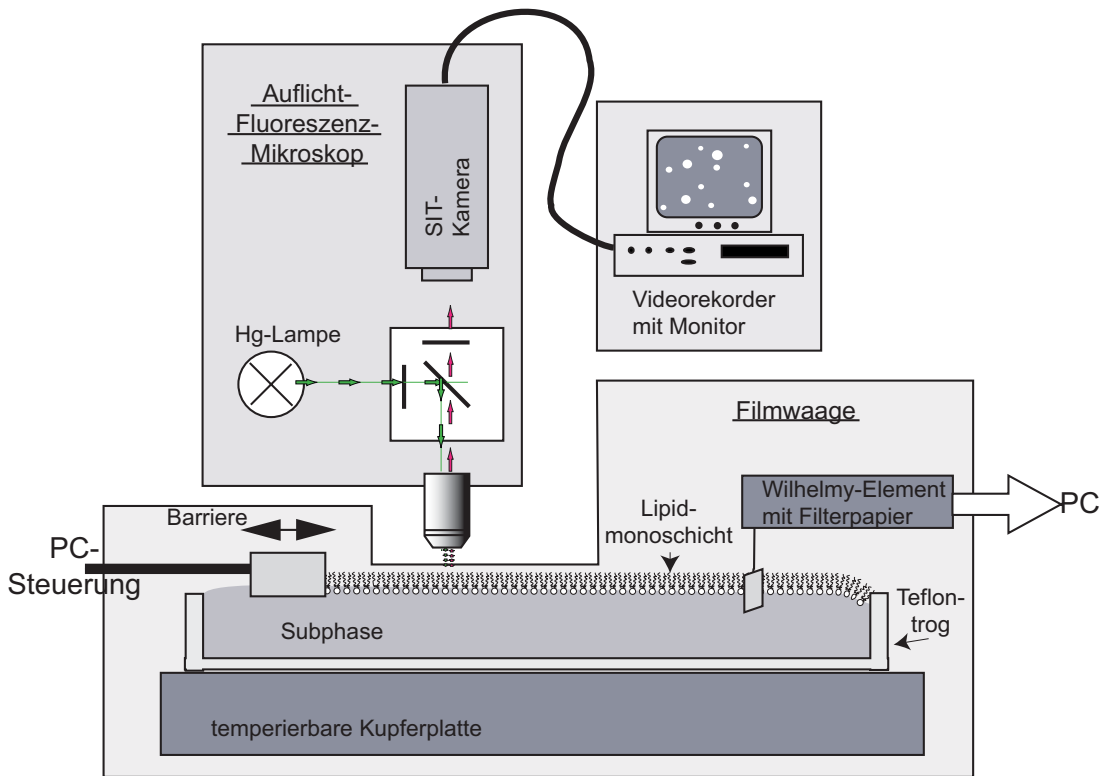 Auflicht-
Fluoreszenz-
Mikroskop
SIT-
Kamera
Hg-Lampe
Videorekorder
mit Monitor
Filmwaage
Wilhelmy-Element
mit Filterpapier
PC
Barriere
PC-
Steuerung
Lipid-
monoschicht
Teflon-
trog
Subphase
temperierbare Kupferplatte